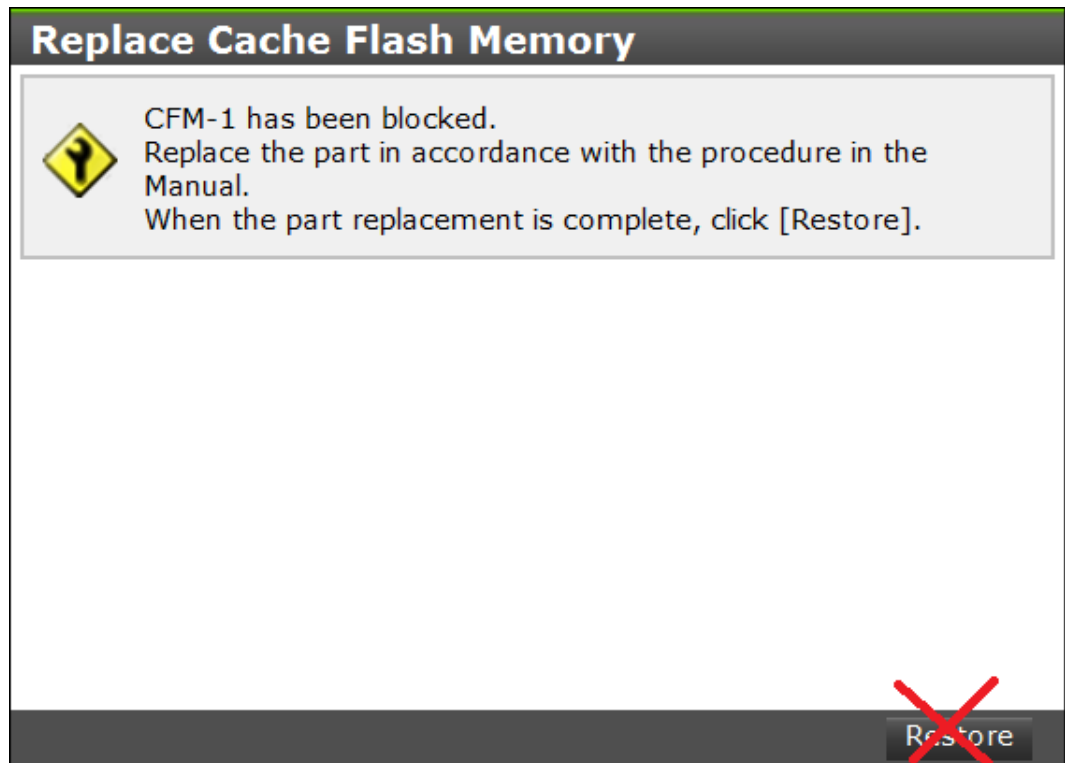 Replace Cache Flash Memory
CFM-1 has been blocked.
Replace the part in accordance with the procedure in the
Manual.
When the part replacement is complete, click [Restore].
Restore